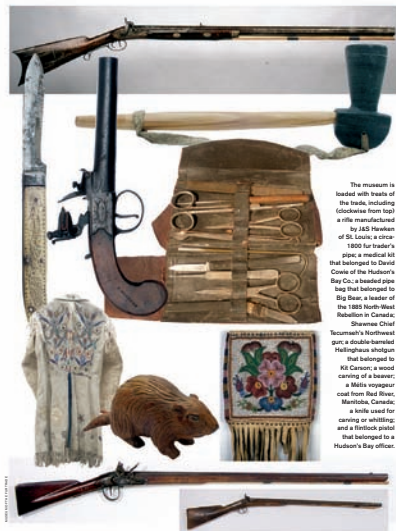 The museum is
loaded with treats of
the trade, including
(clockwise from top)
a rifle manufactured
by J&S Hawken
of St. Louis; a circa-
1800 fur trader's
pipe; a medical kit
that belonged to David
Cowie of the Hudson's
Bay Co.; a beaded pipe
bag that belonged to
Big Bear, a leader of
the 1885 North-West
Rebellion in Canada;
Shawnee Chief
Tecumseh's Northwest
gun; a double-barreled
Hellinghaus shotgun
that belonged to
Kit Carson; a wood
carving of a beaver;
a Métis voyageur
coat from Red River,
Manitoba, Canada;
a knife used for
carving or whittling;
and a flintlock pistol
that belonged to a
Hudson's Bay officer.